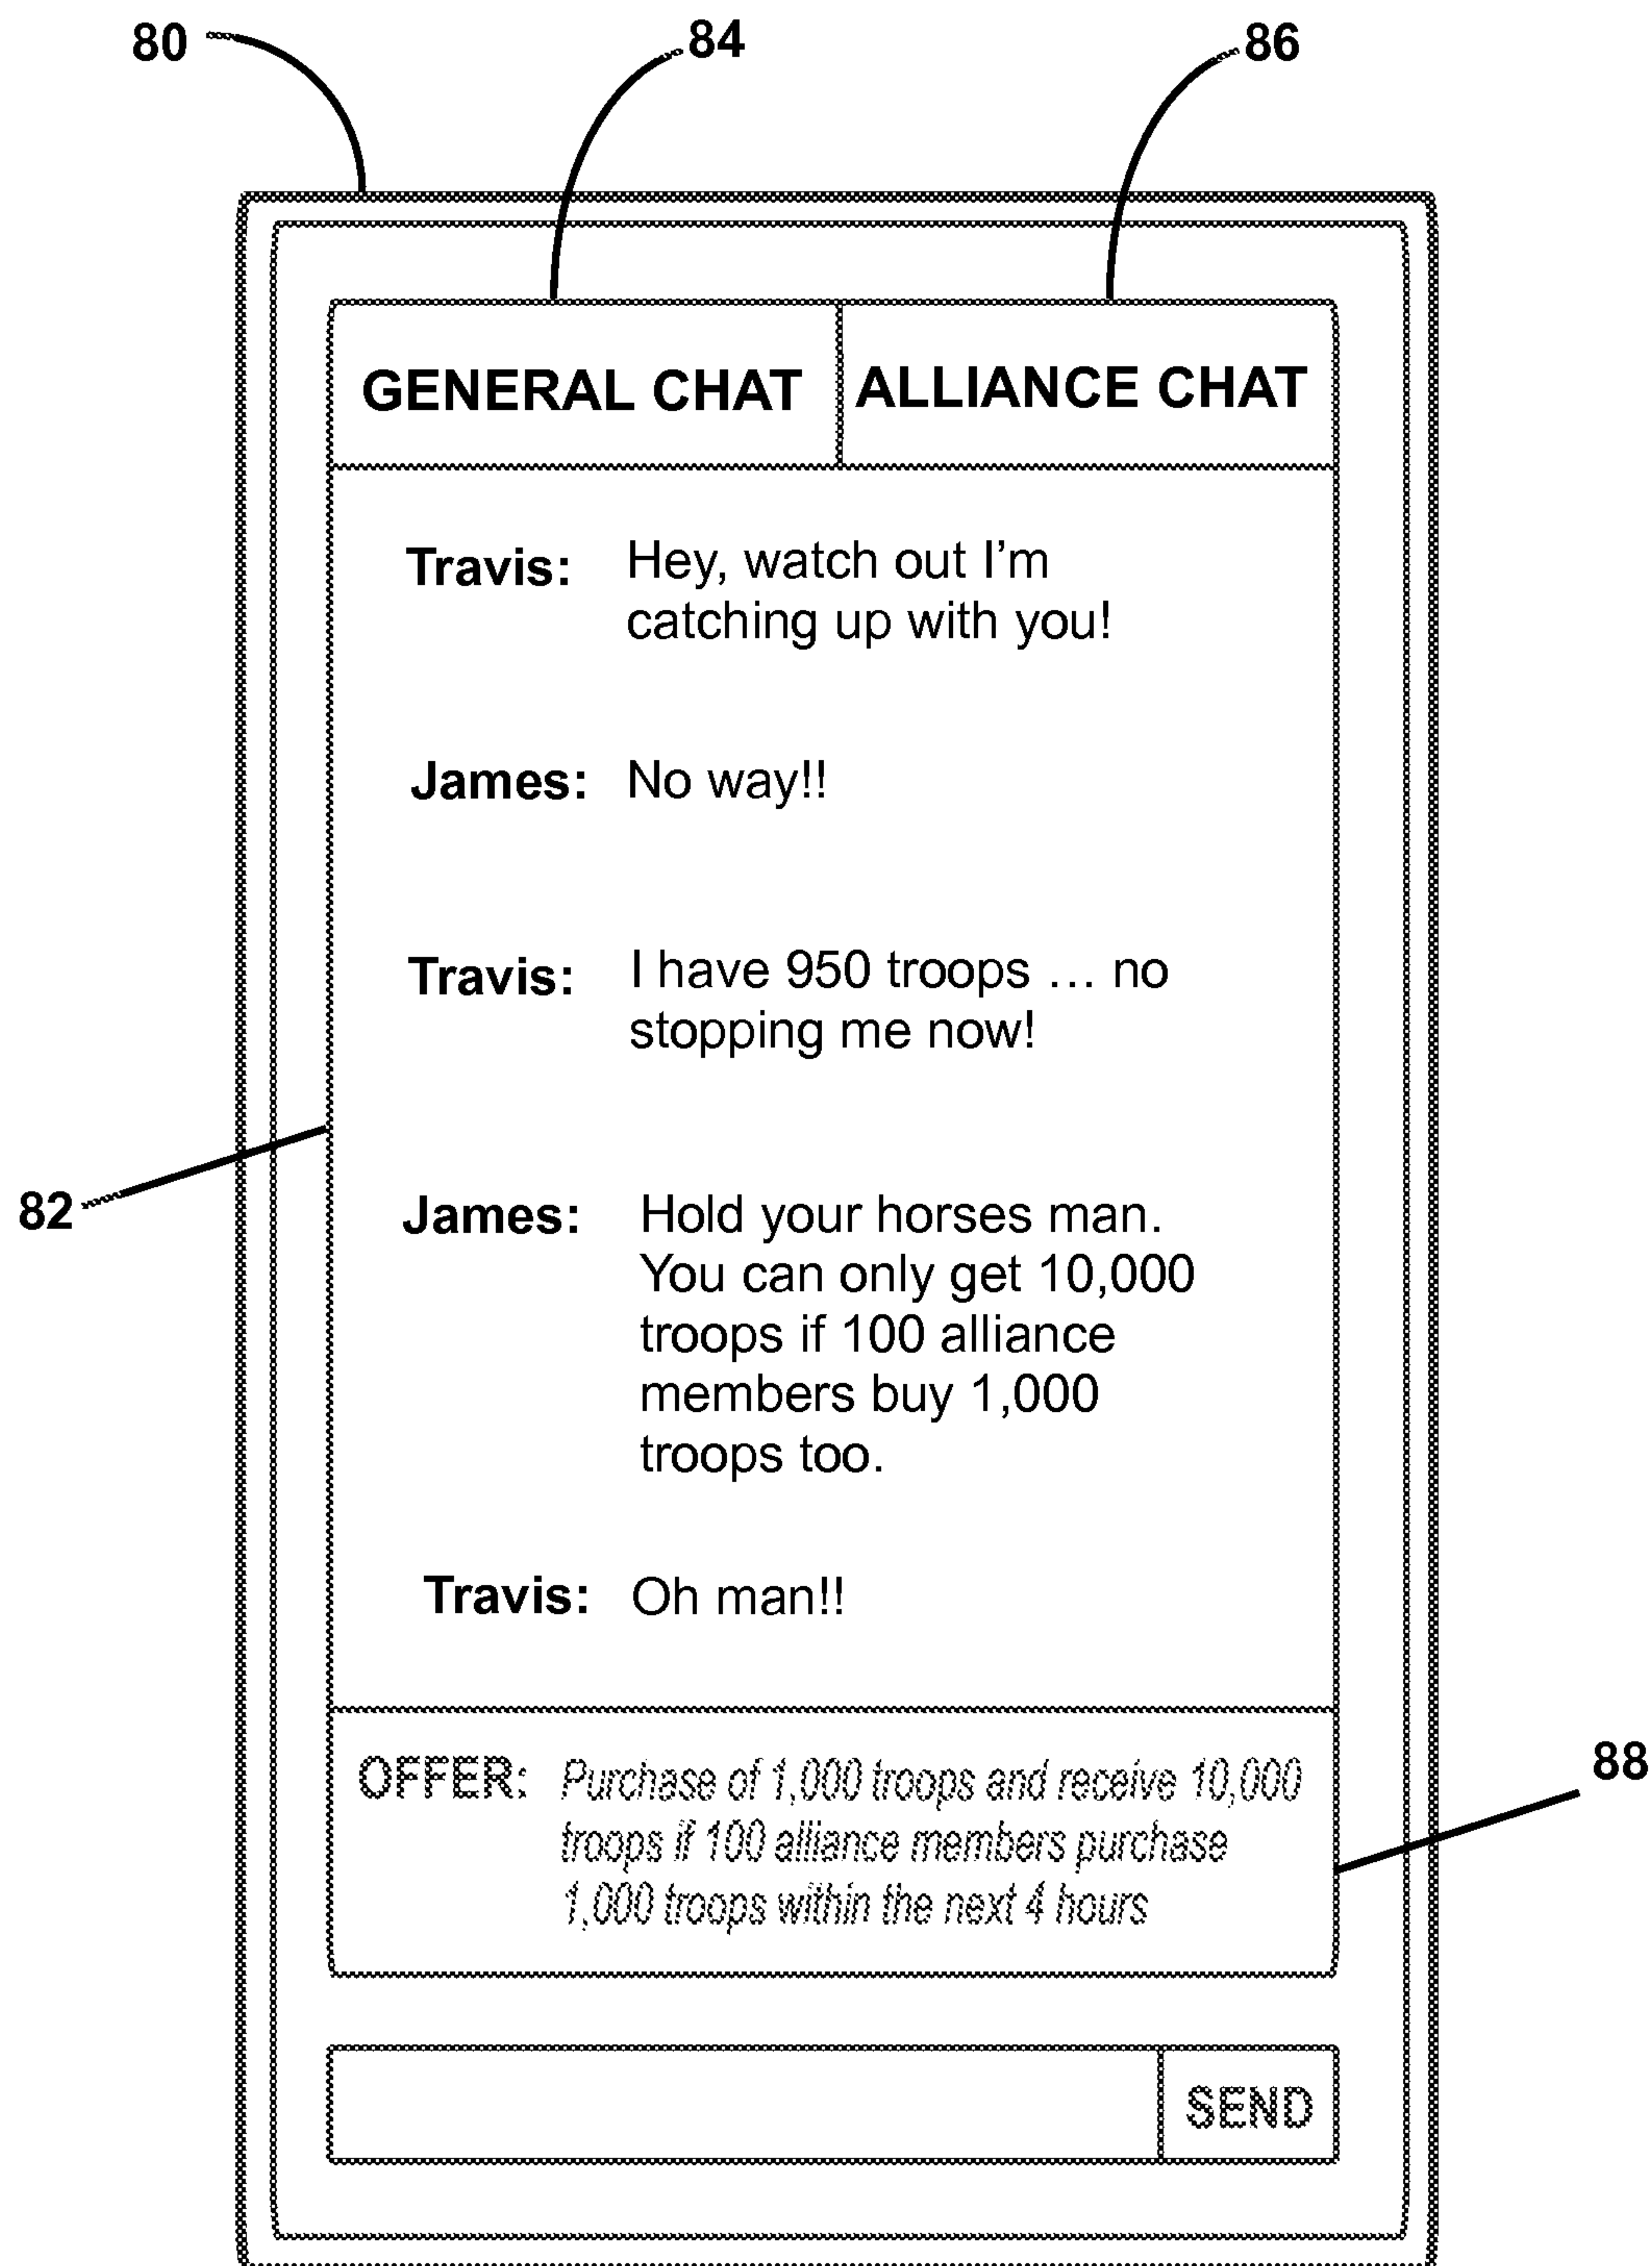 80
84
86
GENERAL CHAT
ALLIANCE CHAT
Travis: Hey, watch out I'm
catching up with you!
James: No way!!
Travis: I have 950 troops ... no
stopping me now!
82
James: Hold your horses man.
You can only get 10,000
troops if 100 alliance
members buy 1,000
troops too.
Travis: Oh man!!
88
OFFER: Purchase of 1,000 troops and receive 10,000
troops if 100 alliance members purchase
1,000 troops within the next 4 hours
SEND